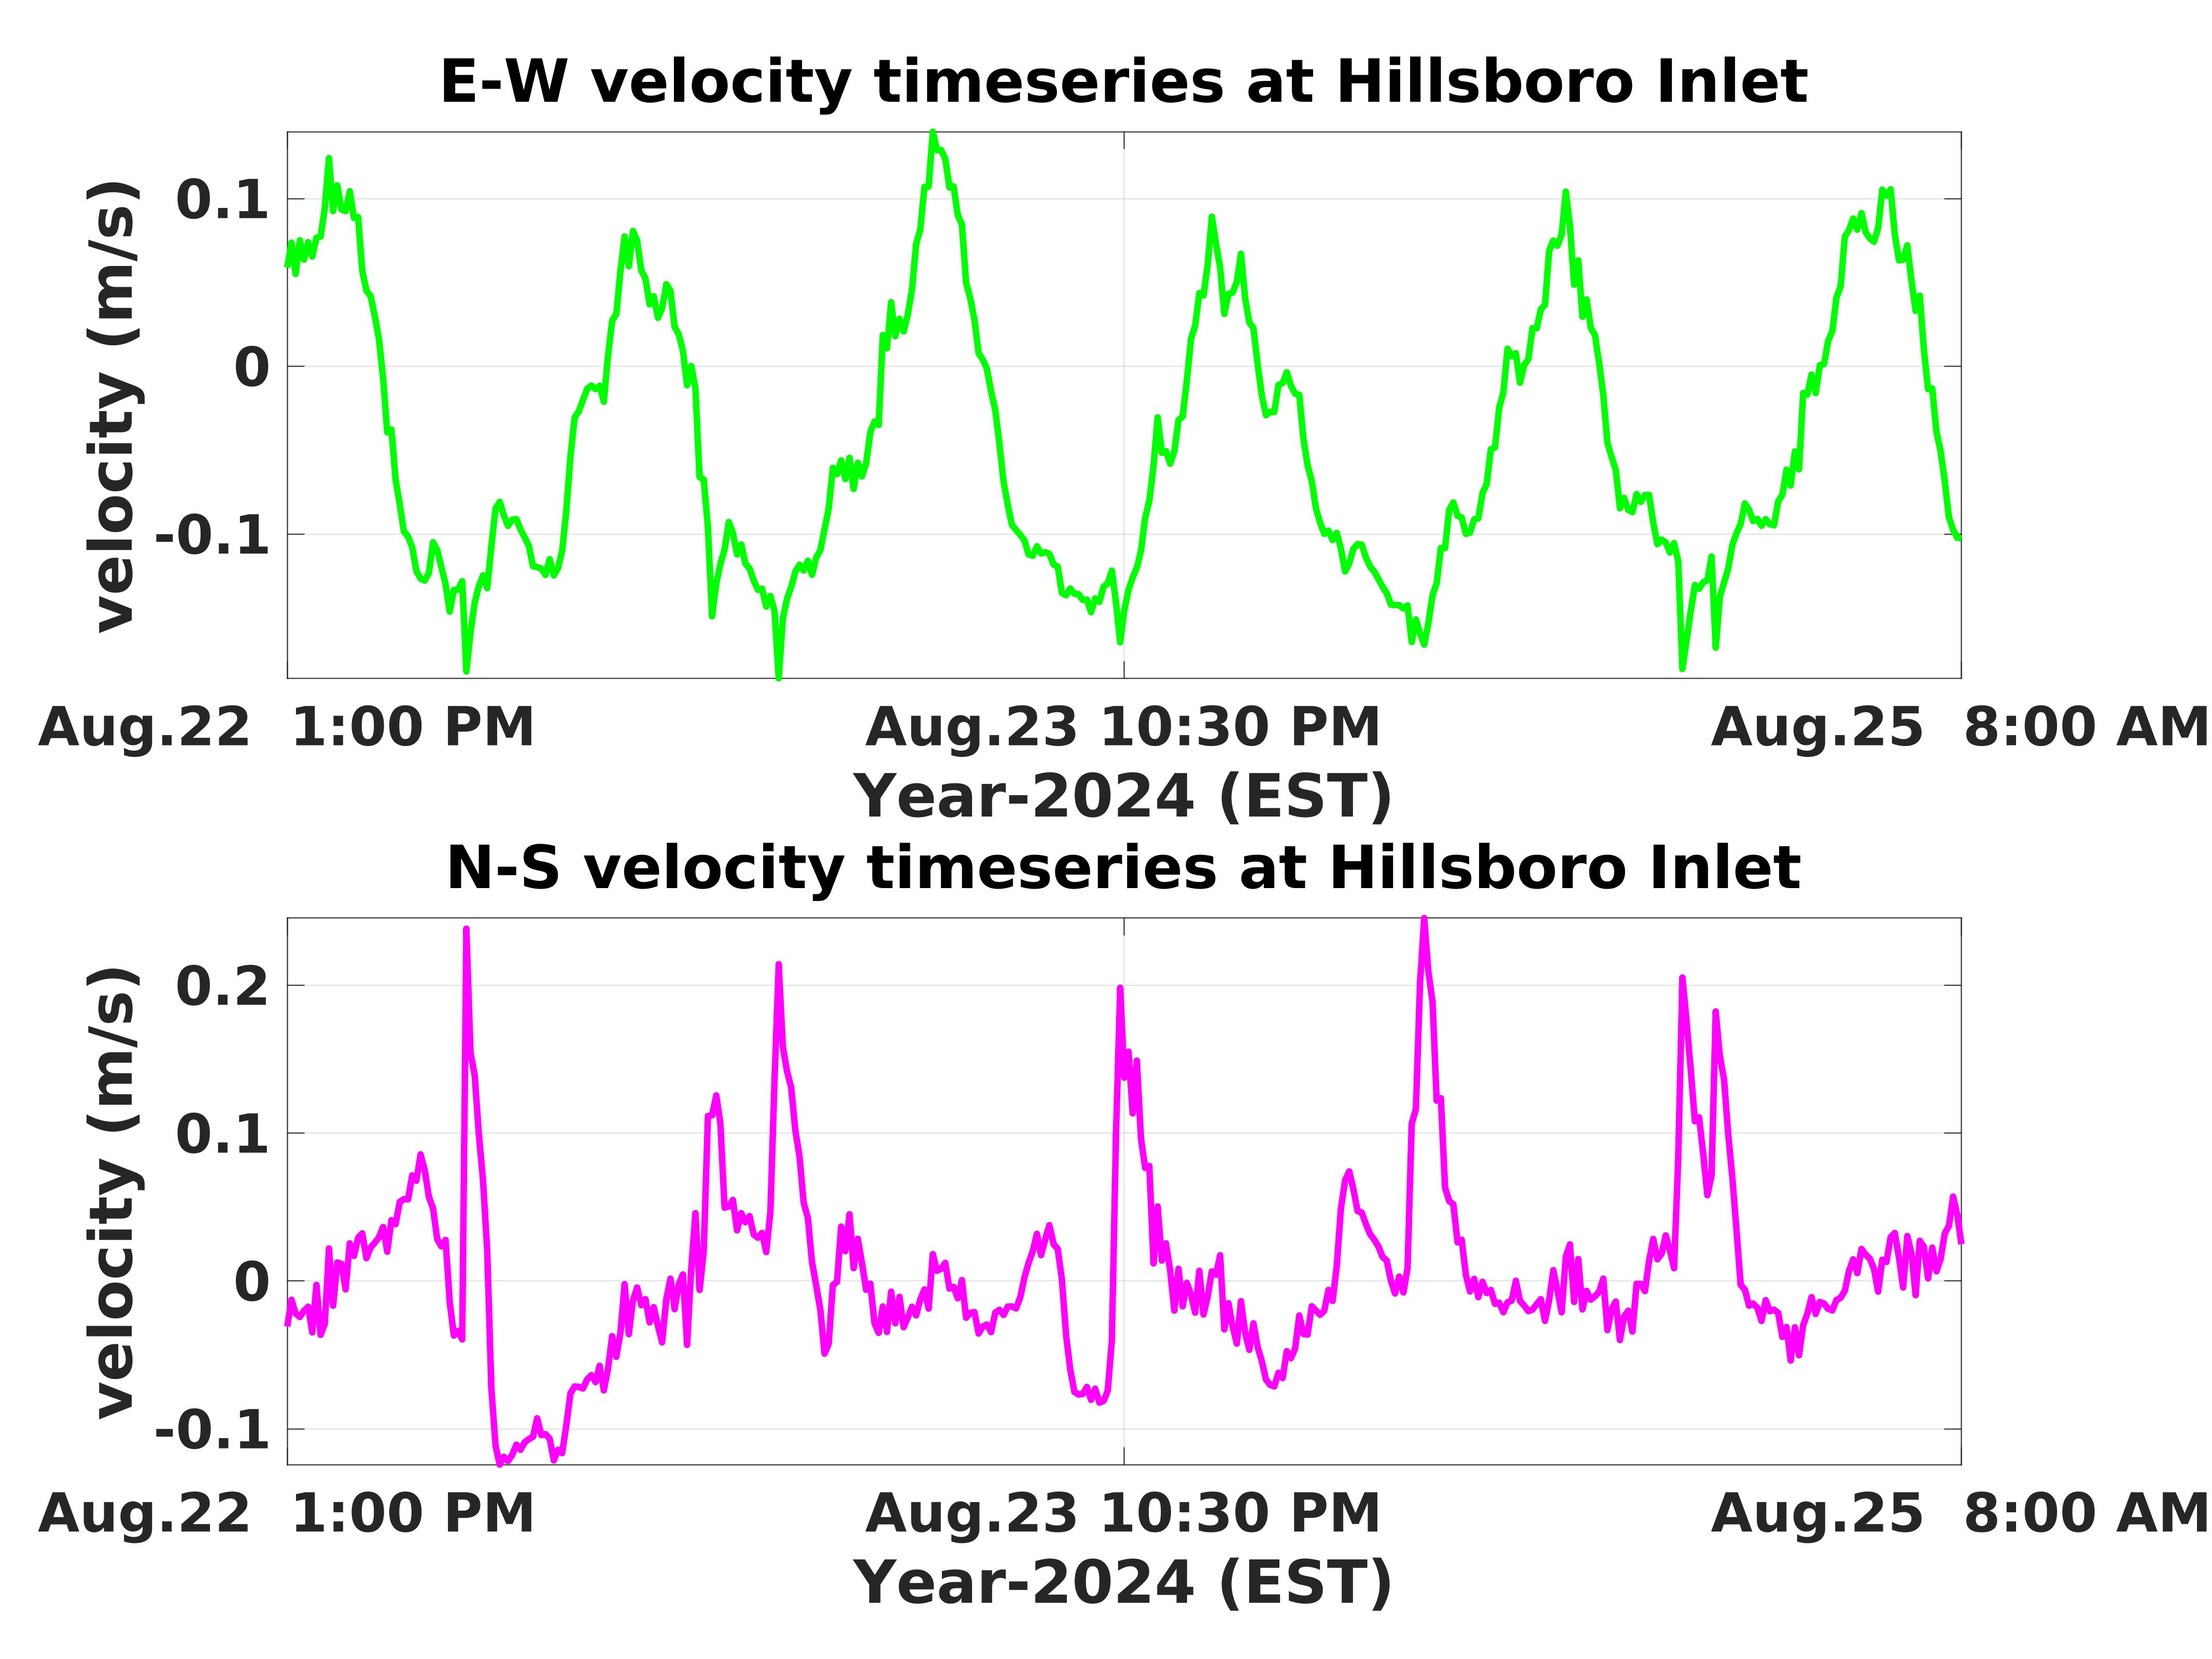 E-W velocity timeseries at Hillsboro Inlet
velocity (m/s)
0.1
0
-0.1
Aug.22 1:00 PM Aug.23 10:30 PM Aug.25 8:00 AM
Year-2024 (EST)
N-S velocity timeseries at Hillsboro Inlet
velocity (m/s)
0.2
0.1
0
-0.1
Aug.22 1:00 PM Aug.23 10:30 PM Aug.25 8:00 AM
Year-2024 (EST)